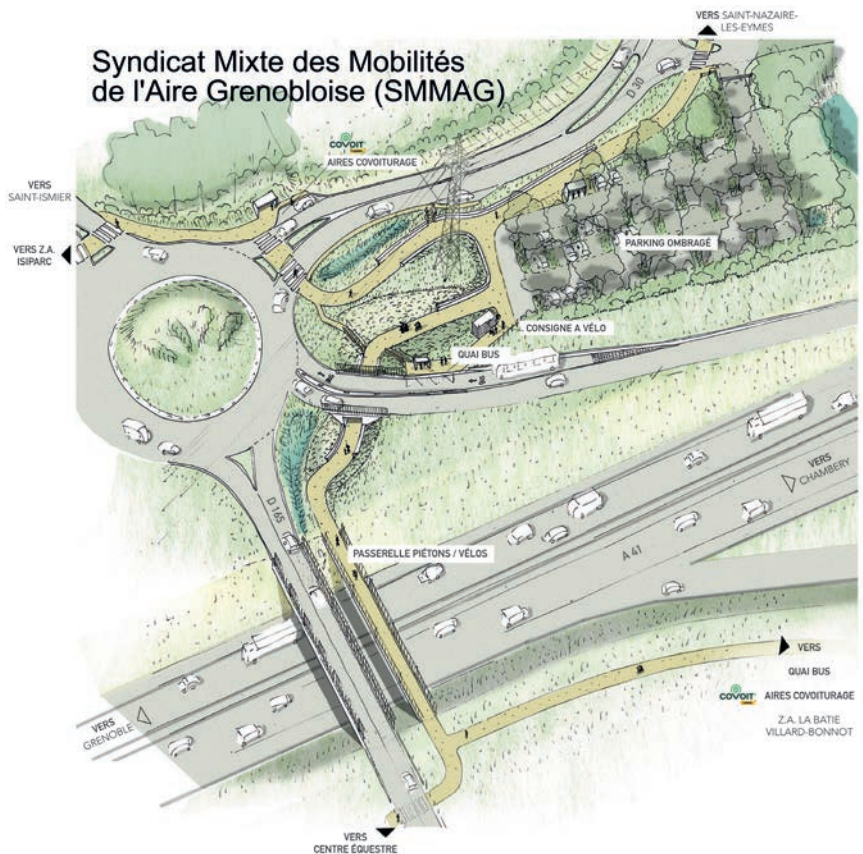 VERS SAINT-NAZAIRE-
LES-EYMES
Syndicat Mixte des Mobilités
de l'Aire Grenobloise (SMMAG)
D 30
COVOIT
AIRES COVOITURAGE
VERS
SAINT-ISMIER
VERS Z.A.
ISIPARC
PARKING OMBRAGÉ
CONSIGNE A VÉLO
QUAI BUS
VERS
CHAMBERY
D 165
PASSERELLE PIÉTONS / VÉLOS
A 41
VERS
QUAI BUS
COVOIT
AIRES COVOITURAGE
Z.A. LA BATIE
VILLARD-BONNOT
VERS
GRENOBLE
VERS
CENTRE ÉQUESTRE